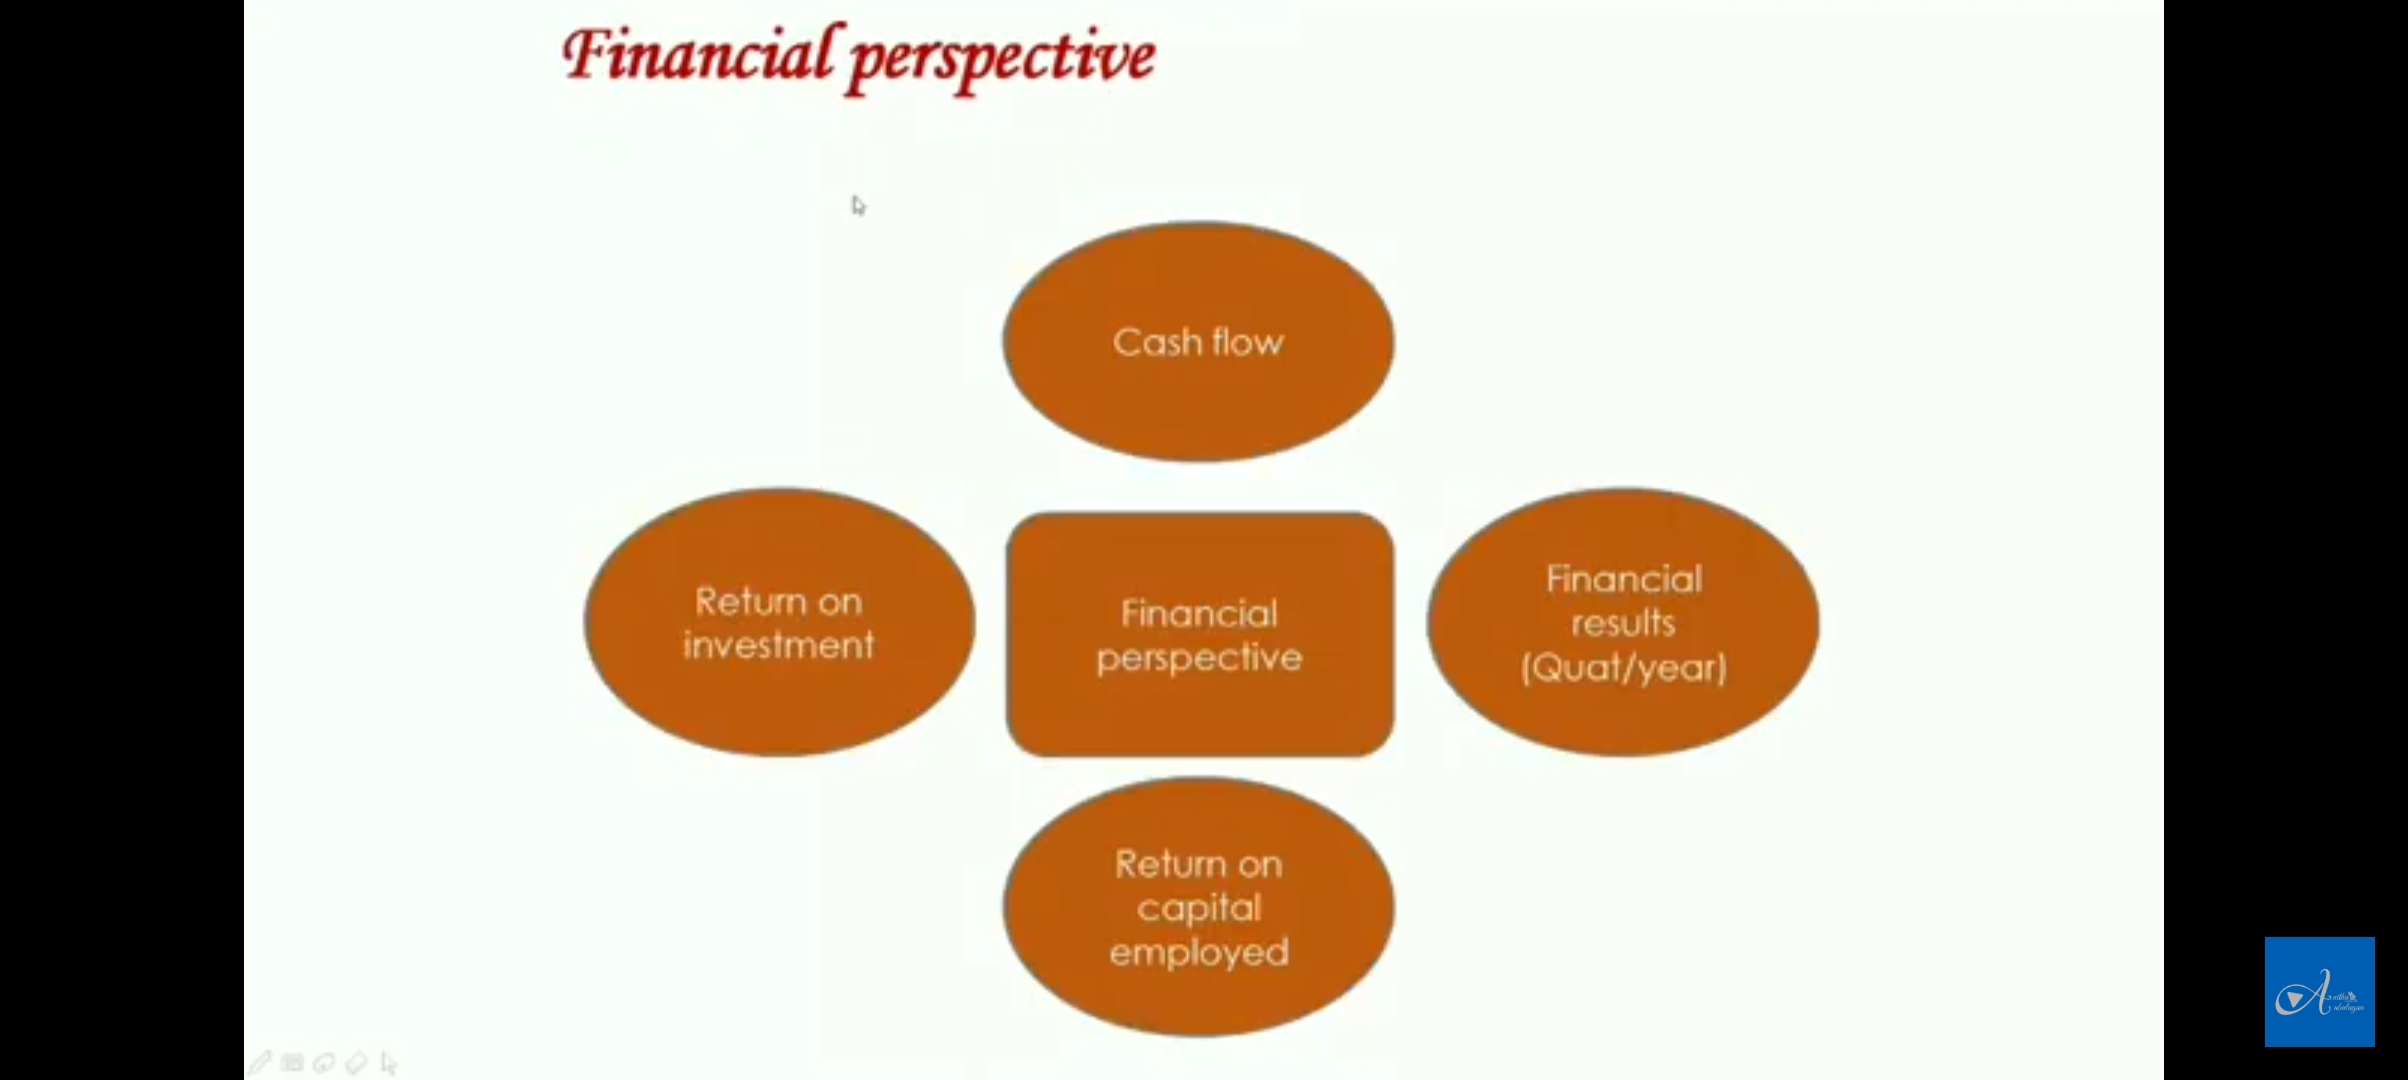 Financial perspective
Cash flow
Return on
investment
Financial
perspective
Financial
results
(Quat/year)
Return on
capital
employed